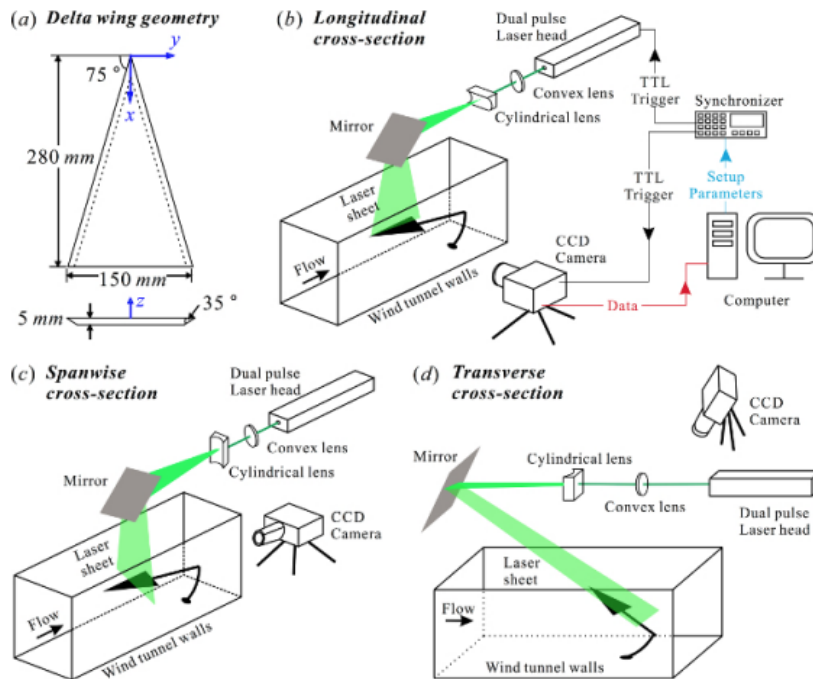 (a) Delta wing geometry
y
75 °
x
280 mm
150 mm
z
35 °
5 mm
(b) Longitudinal
cross-section
Dual pulse
Laser head
Convex lens
Cylindrical lens
Mirror
TTL
Trigger
Synchronizer
TTL
Trigger
Setup
Parameters
Laser
sheet
CCD
Camera
Flow
Wind tunnel walls
Data
Computer
(c) Spanwise
cross-section
Dual pulse
Laser head
Convex lens
Cylindrical lens
Mirror
CCD
Camera
Laser
sheet
Flow
Wind tunnel walls
(d) Transverse
cross-section
CCD
Camera
Mirror
Cylindrical lens
Convex lens
Dual pulse
Laser head
Laser
sheet
Flow
Wind tunnel walls